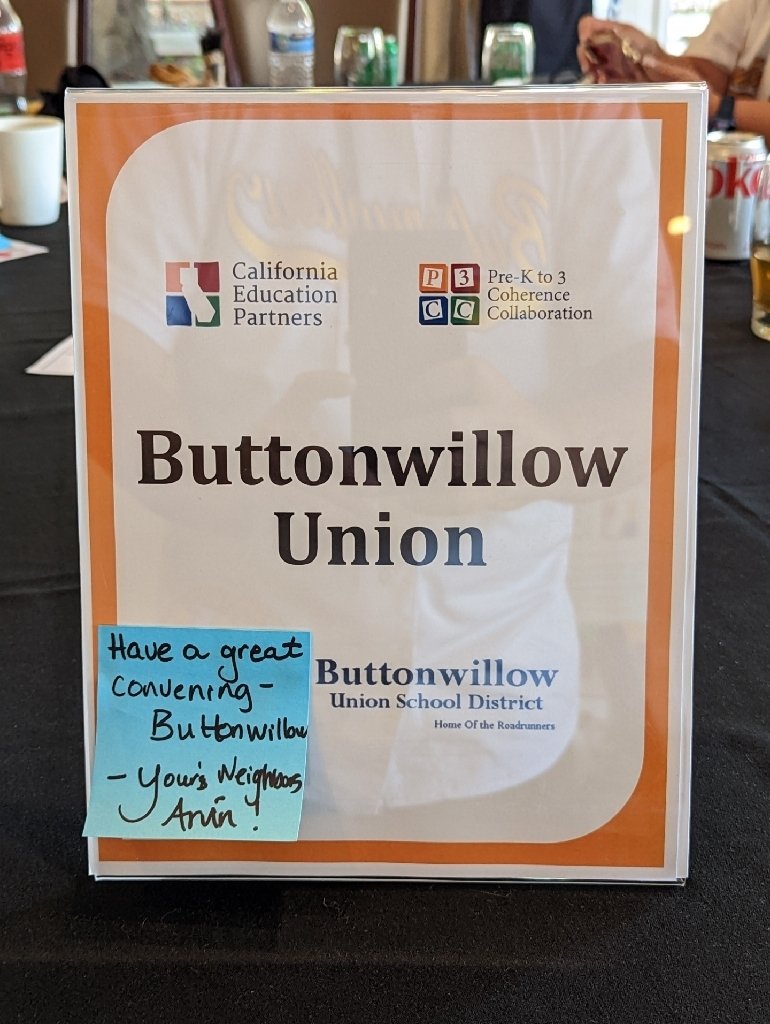 California
Education
Partners
P 3
C C
Pre-K to 3
Coherence
Collaboration
Buttonwillow
Union
Buttonwillow
Union School District
Home Of the Roadrunners
Have a great
convening -
Buttonwillow
- Your's Neighbors
Arvin!
ok